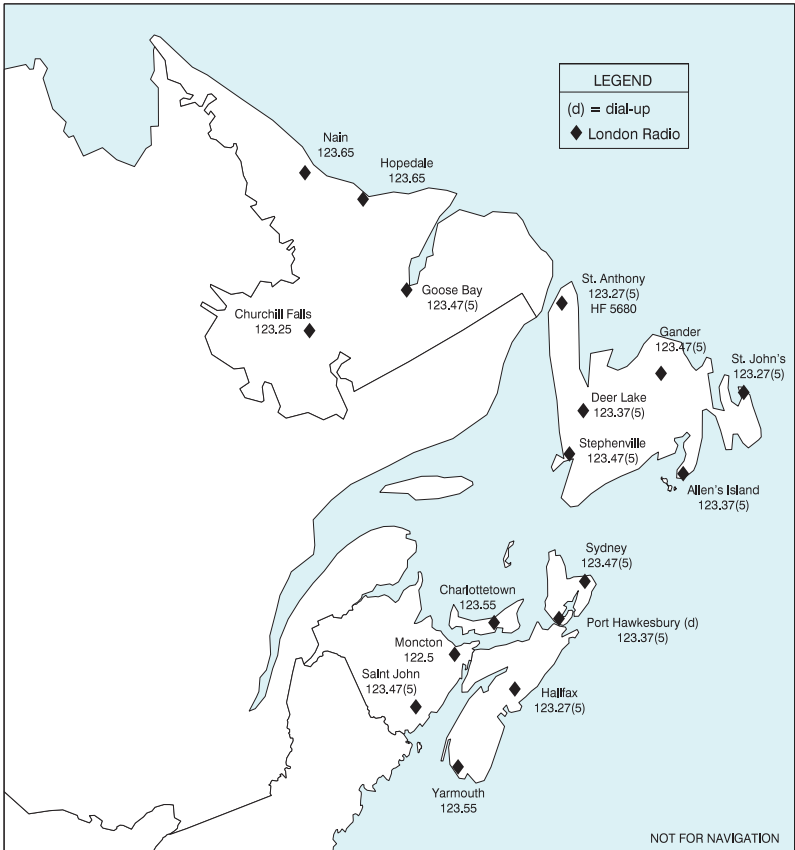 LEGEND
(d) = dial-up
London Radio
Nain
123.65
Hopedale
123.65
Goose Bay
123.47(5)
Churchill Falls
123.25
St. Anthony
123.27(5)
HF 5680
Gander
123.47(5)
St. John's
123.27(5)
Deer Lake
123.37(5)
Stephenville
123.47(5)
Allen's Island
123.37(5)
Sydney
123.47(5)
Charlottetown
123.55
Port Hawkesbury (d)
123.37(5)
Moncton
122.5
Saint John
123.47(5)
Halifax
123.27(5)
Yarmouth
123.55
NOT FOR NAVIGATION